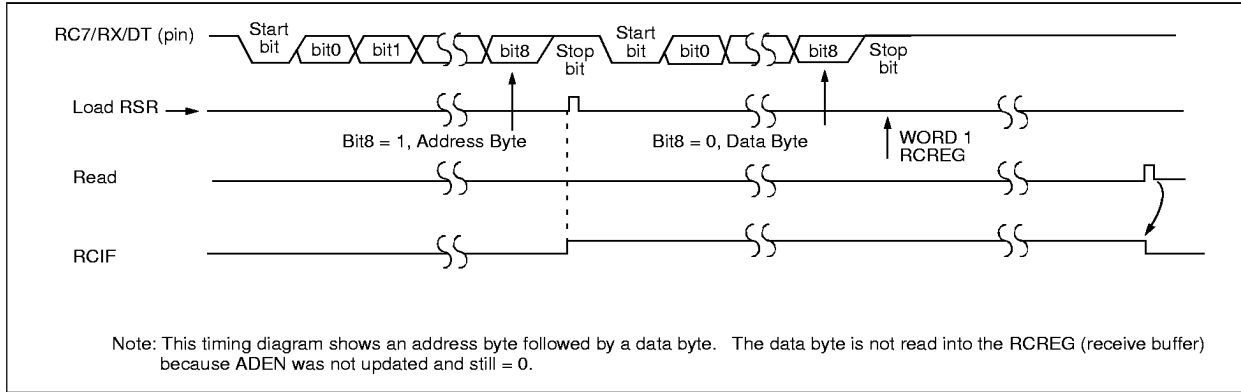 RC7/RX/DT (pin)
Start
bit
bit0
bit1
bit8
Stop
bit
Start
bit
bit0
bit8
Stop
bit
Load RSR
Bit8 = 1, Address Byte
Bit8 = 0, Data Byte
WORD 1
RCREG
Read
RCIF
Note: This timing diagram shows an address byte followed by a data byte. The data byte is not read into the RCREG (receive buffer)
because ADEN was not updated and still = 0.